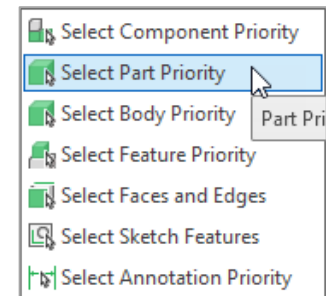 Select Component Priority
Select Part Priority
Select Body Priority
Part Pri
Select Feature Priority
Select Faces and Edges
Select Sketch Features
Select Annotation Priority